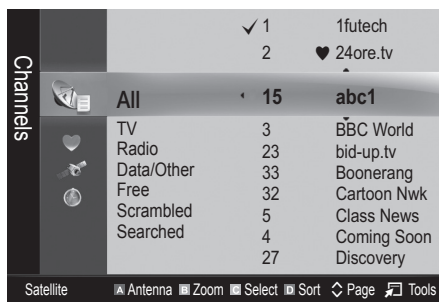 Channels
✓ 1 1futech
2 ♥ 24ore.tv
All 15 abc1
TV 3 BBC World
Radio 23 bid-up.tv
Data/Other 33 Boonerang
Free 32 Cartoon Nwk
Scrambled 5 Class News
Searched 4 Coming Soon
27 Discovery
Satellite A Antenna B Zoom C Select D Sort Page Tools